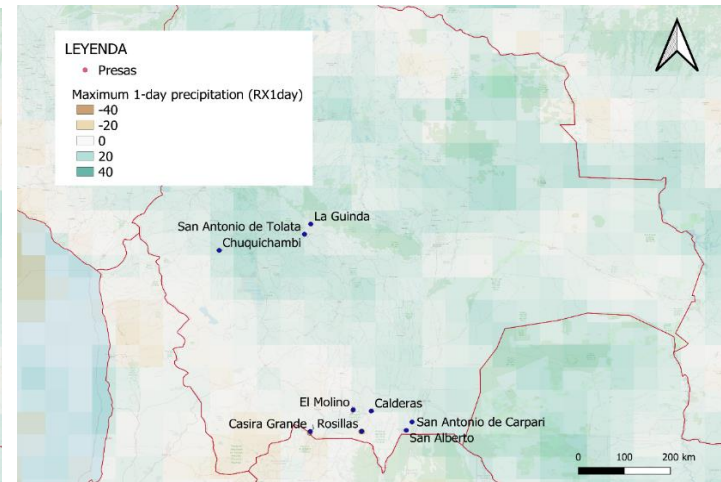 LEYENDA
Presas
Maximum 1-day precipitation (RX1day)
-40
-20
0
20
40
La Guinda
San Antonio de Tolata
Chuquichambi
El Molino
Calderas
Casira Grande
Rosillas
San Antonio de Carpari
San Alberto
0 100 200 km